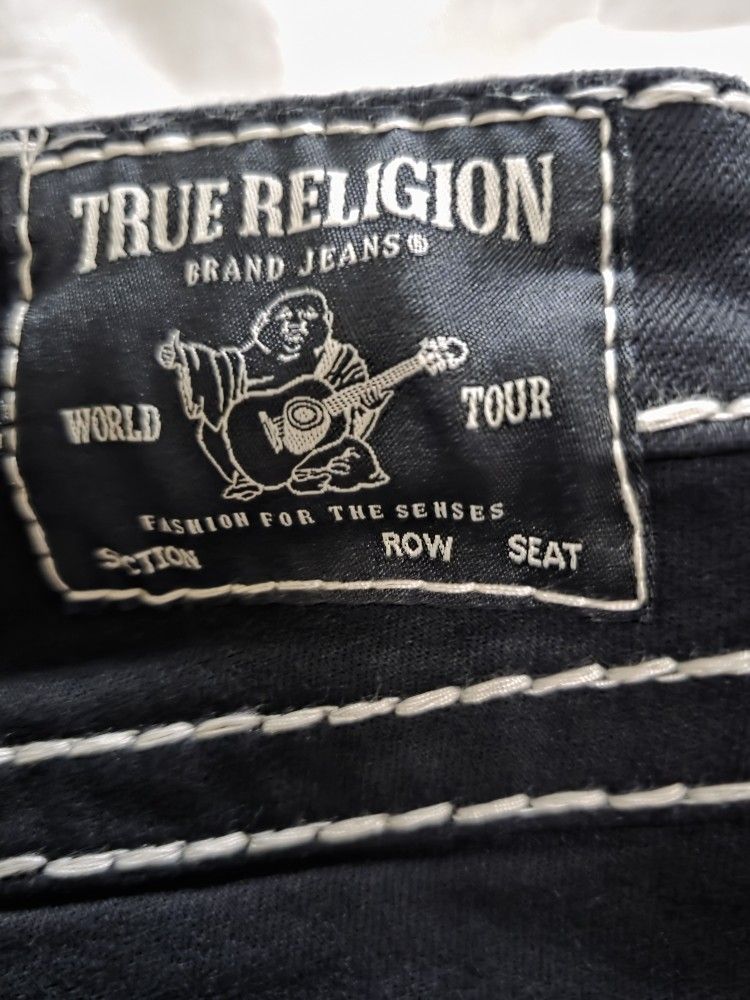 TRUE RELIGION
BRAND JEANS®
WORLD TOUR
FASHION FOR THE SENSES
SECTION ROW SEAT